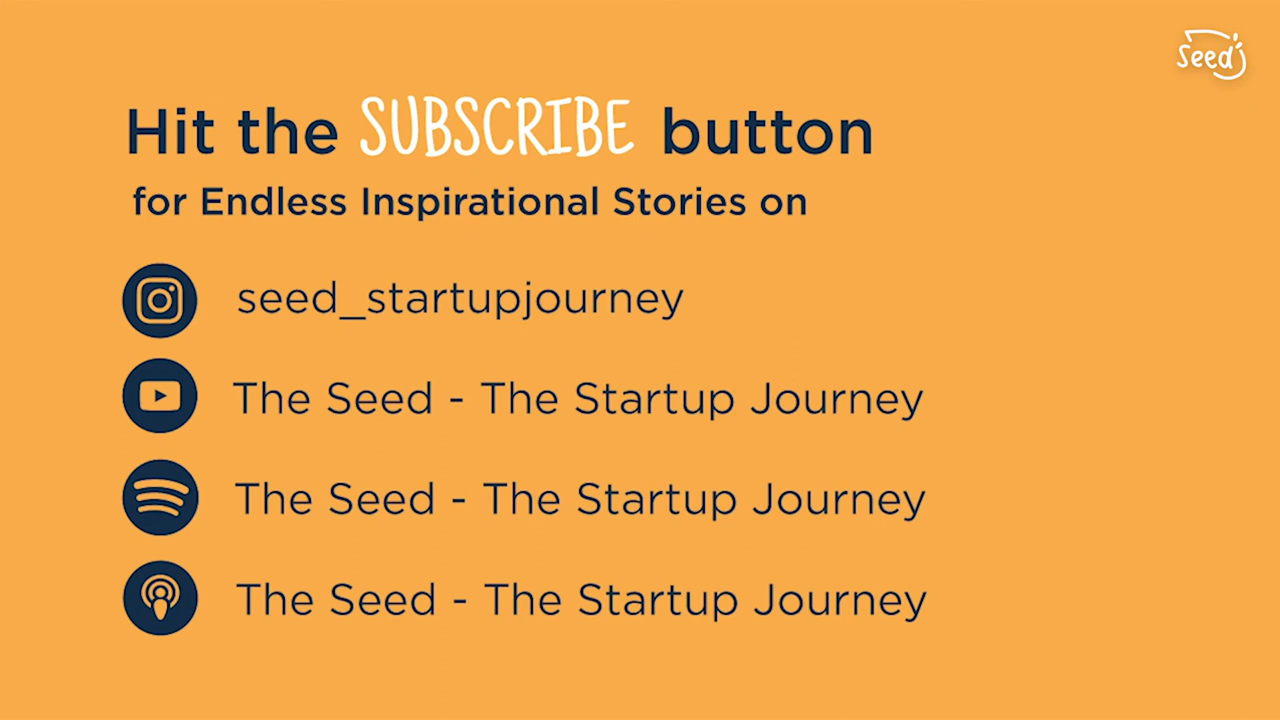 Seed
Hit the SUBSCRIBE button
for Endless Inspirational Stories on
seed_startupjourney
The Seed - The Startup Journey
The Seed - The Startup Journey
The Seed - The Startup Journey